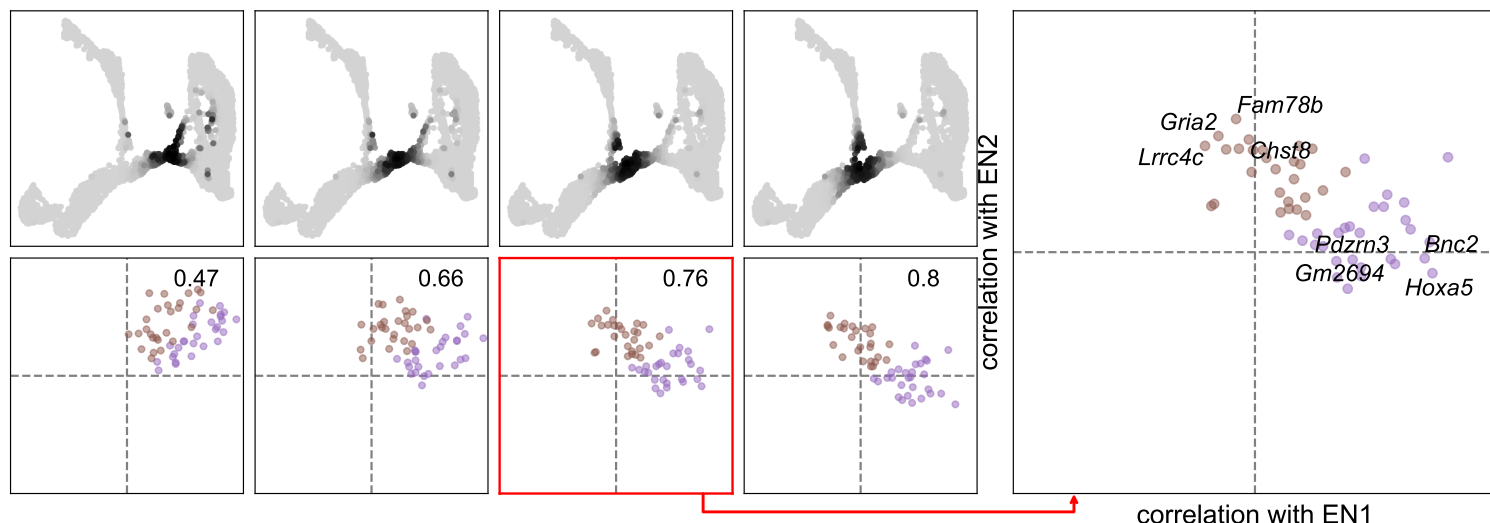 0.47
0.66
0.76
0.8
correlation with EN2
Fam78b
Gria2
Chst8
Lrrc4c
Pdzrn3
Bnc2
Gm2694
Hoxa5
correlation with EN1